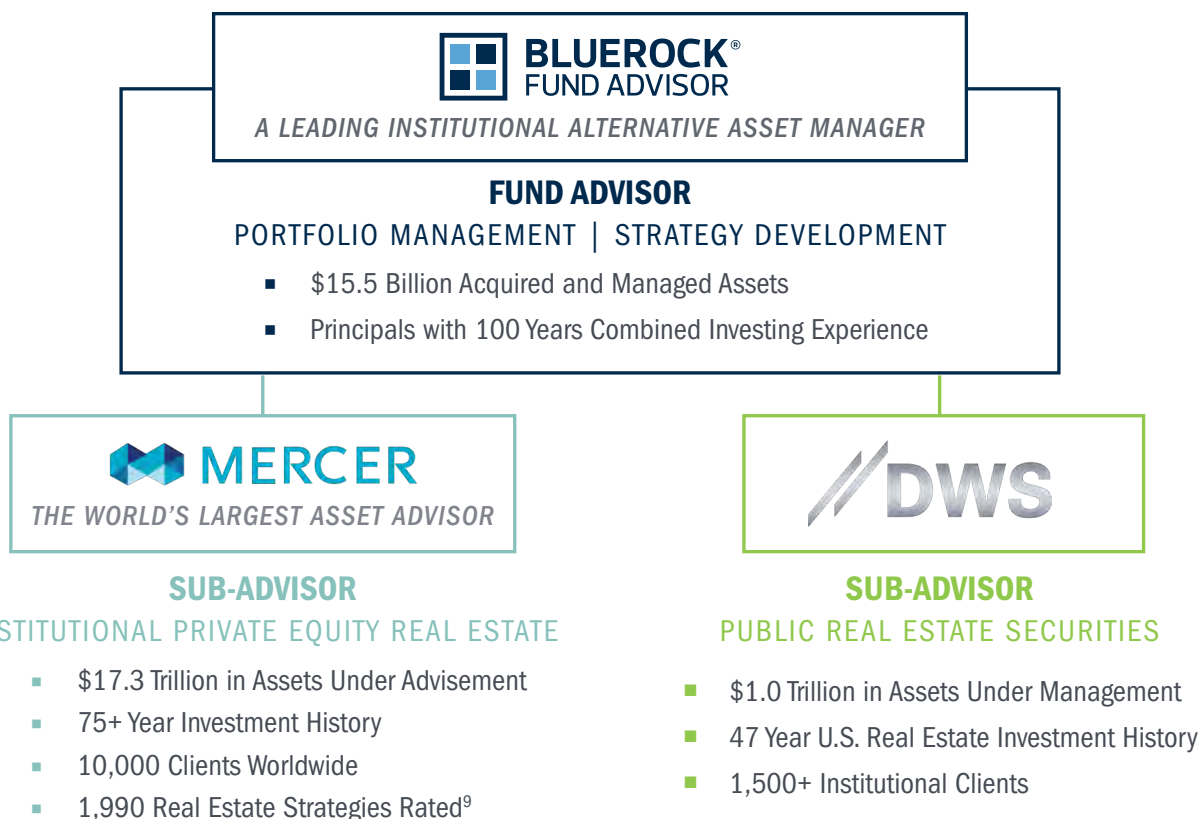 BLUEROCK®
FUND ADVISOR
A LEADING INSTITUTIONAL ALTERNATIVE ASSET MANAGER
FUND ADVISOR
PORTFOLIO MANAGEMENT | STRATEGY DEVELOPMENT
▪ $15.5 Billion Acquired and Managed Assets
▪ Principals with 100 Years Combined Investing Experience
MERCER
THE WORLD'S LARGEST ASSET ADVISOR
SUB-ADVISOR
STITUTIONAL PRIVATE EQUITY REAL ESTATE
▪ $17.3 Trillion in Assets Under Advisement
▪ 75+ Year Investment History
▪ 10,000 Clients Worldwide
▪ 1,990 Real Estate Strategies Rated⁹
DWS
SUB-ADVISOR
PUBLIC REAL ESTATE SECURITIES
▪ $1.0 Trillion in Assets Under Management
▪ 47 Year U.S. Real Estate Investment History
▪ 1,500+ Institutional Clients